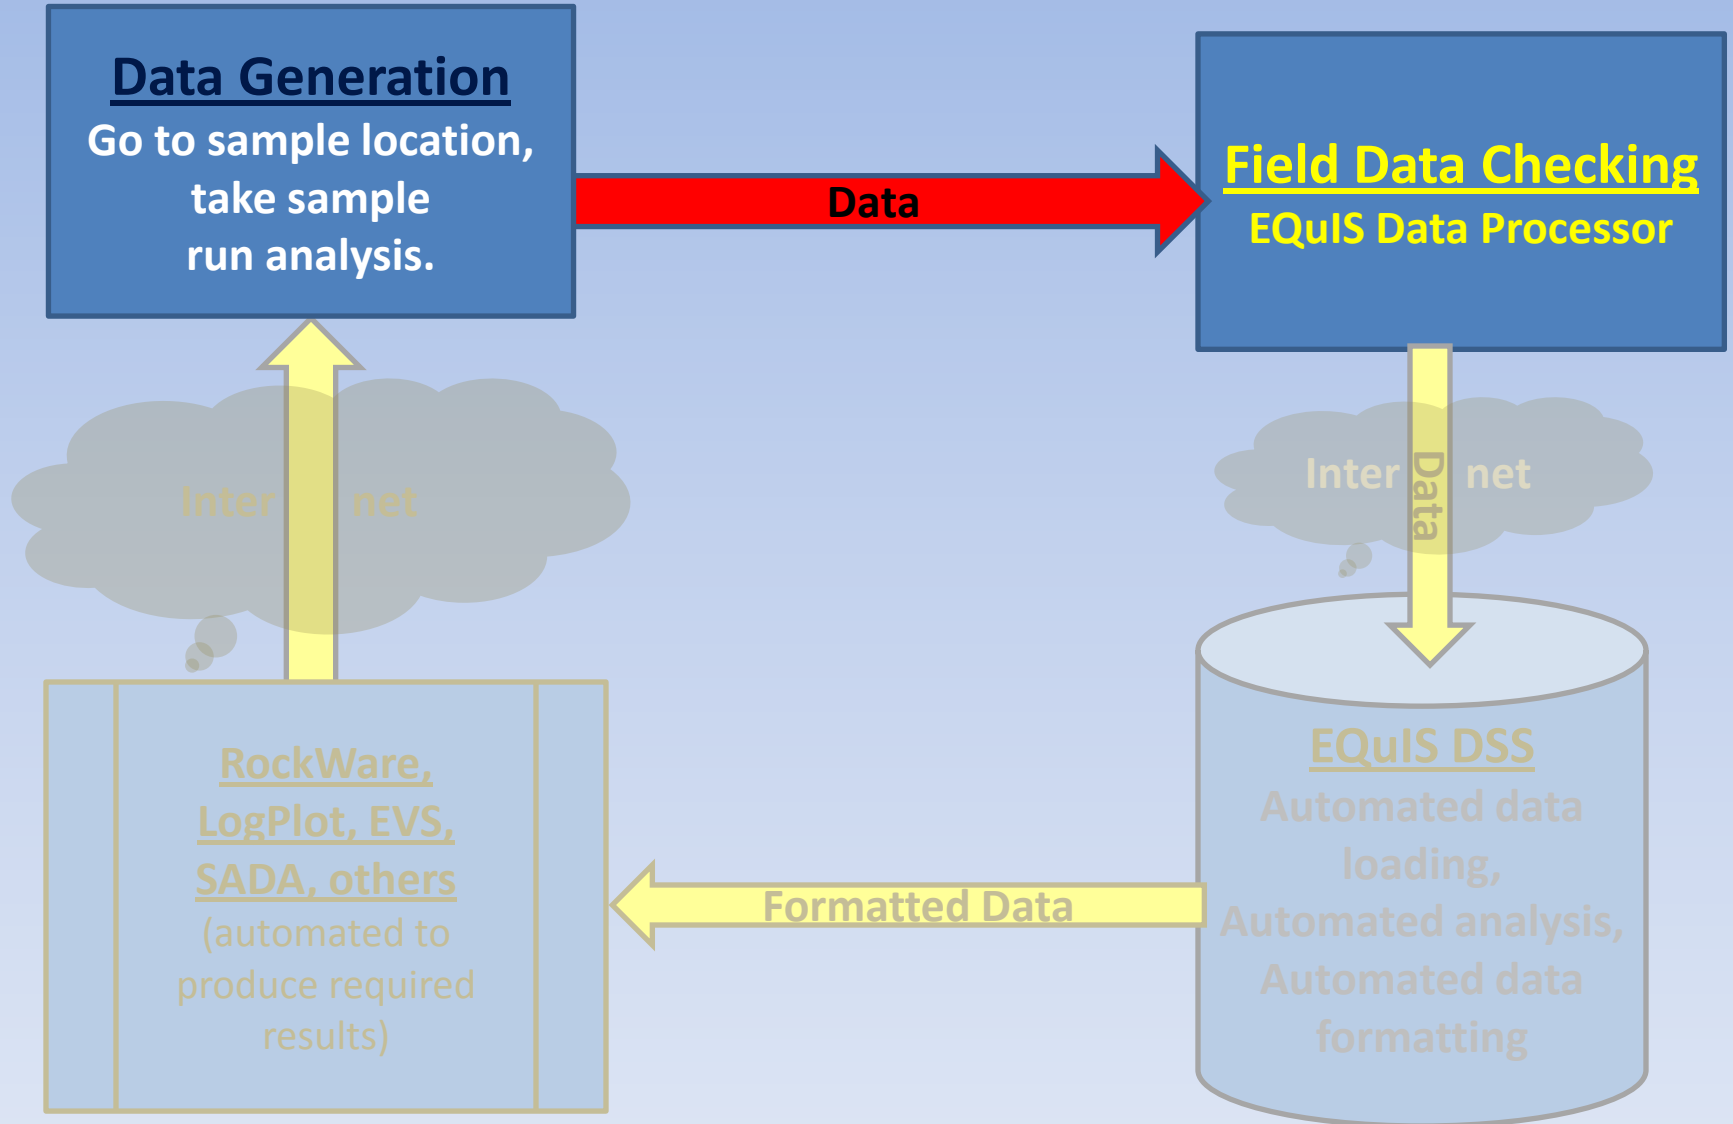 Data Generation
Go to sample location,
take sample
run analysis.
Data
Field Data Checking
EQuIS Data Processor
Inter net
Inter net
Data
RockWare,
LogPlot, EVS,
SADA, others
(automated to
produce required
results)
Formatted Data
EQuIS DSS
Automated data
loading,
Automated analysis,
Automated data
formatting